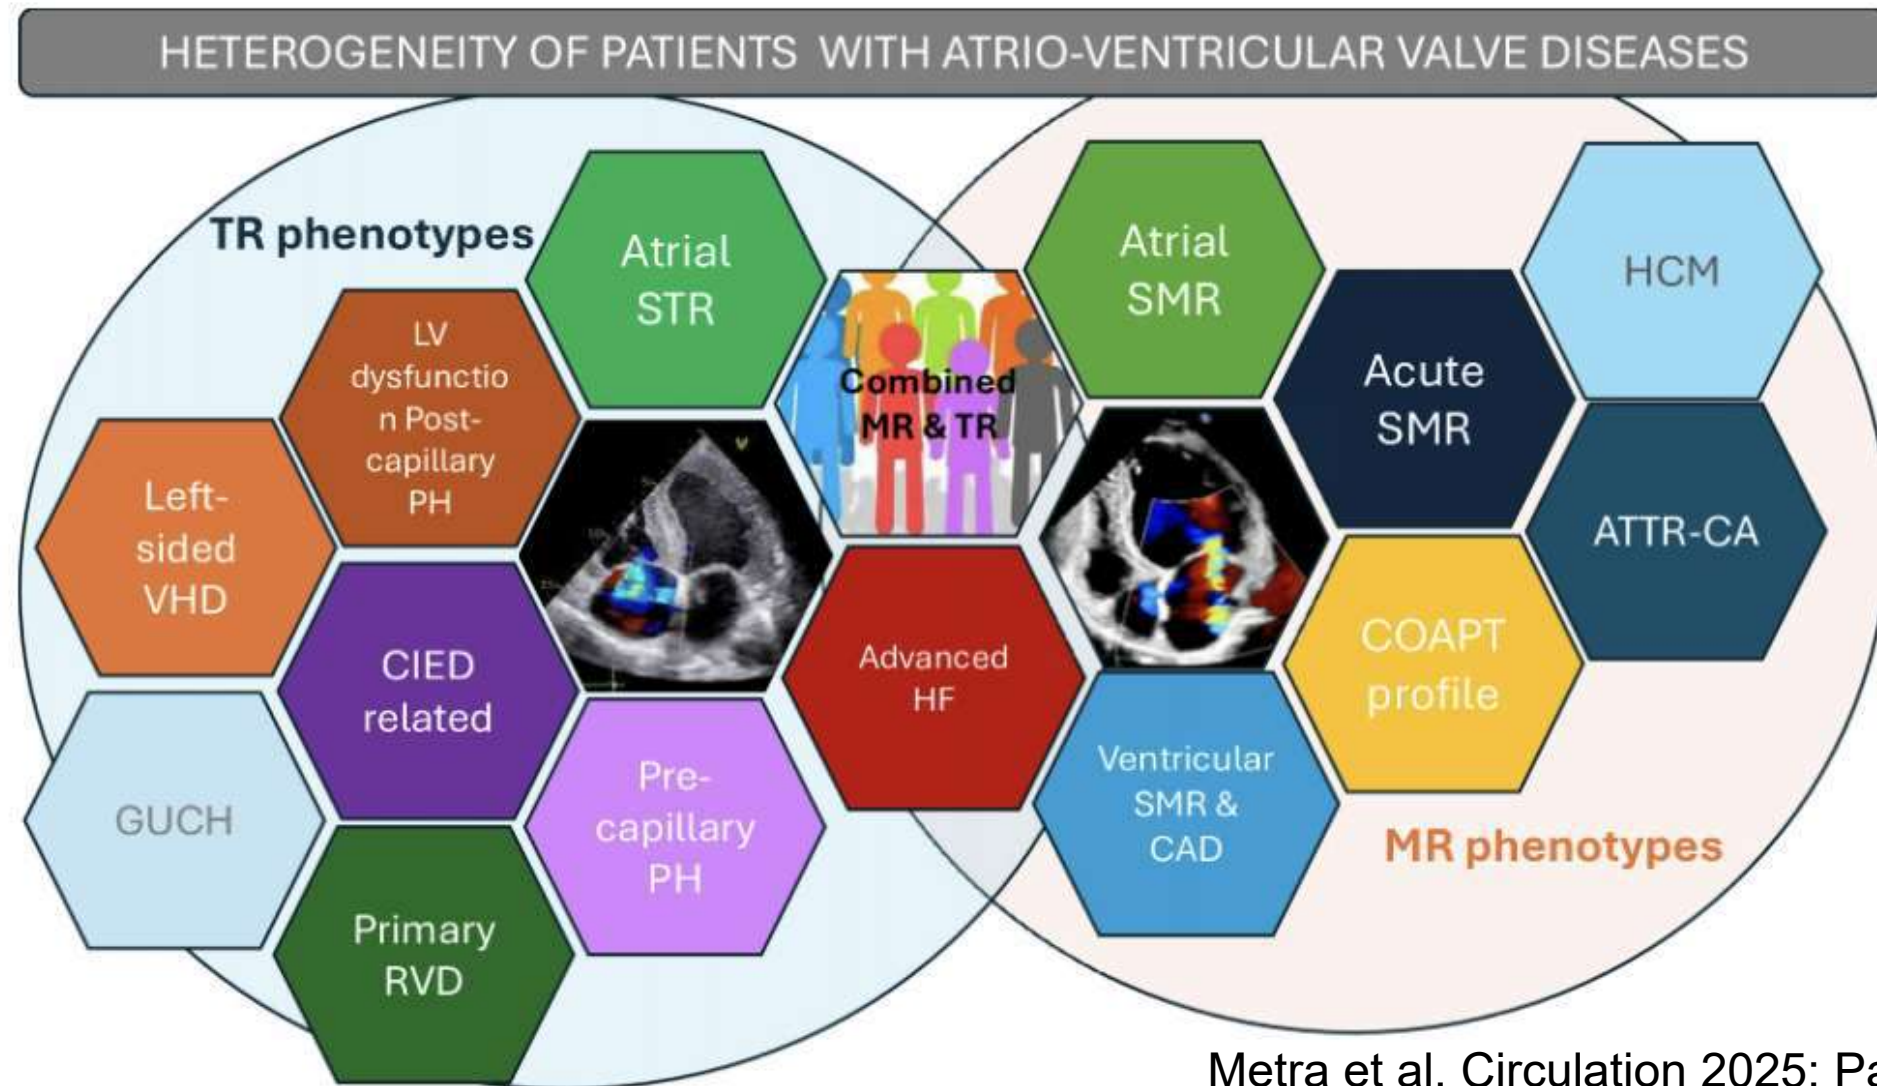 HETEROGENEITY OF PATIENTS WITH ATRIO-VENTRICULAR VALVE DISEASES
TR phenotypes
Atrial
STR
LV
dysfunctio
n Post-
capillary
PH
Left-
sided
VHD
CIED
related
GUCH
Pre-
capillary
PH
Primary
RVD
Combined
MR & TR
Advanced
HF
Atrial
SMR
Acute
SMR
HCM
ATTR-CA
COAPT
profile
Ventricular
SMR &
CAD
MR phenotypes
Metra et al. Circulation 2025; Pa